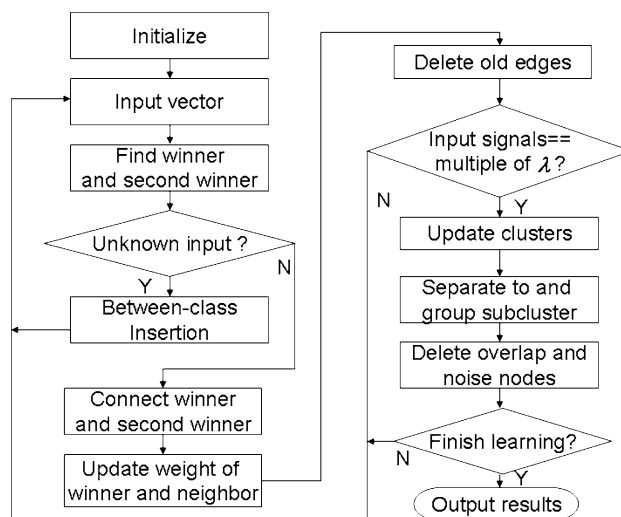 Initialize
Input vector
Find winner
and second winner
Unknown input ?
N
Y
Between-class
Insertion
Connect winner
and second winner
Update weight of
winner and neighbor
Delete old edges
Input signals==
multiple of λ?
N
Y
Update clusters
Separate to and
group subcluster
Delete overlap and
noise nodes
Finish learning?
N
Y
Output results